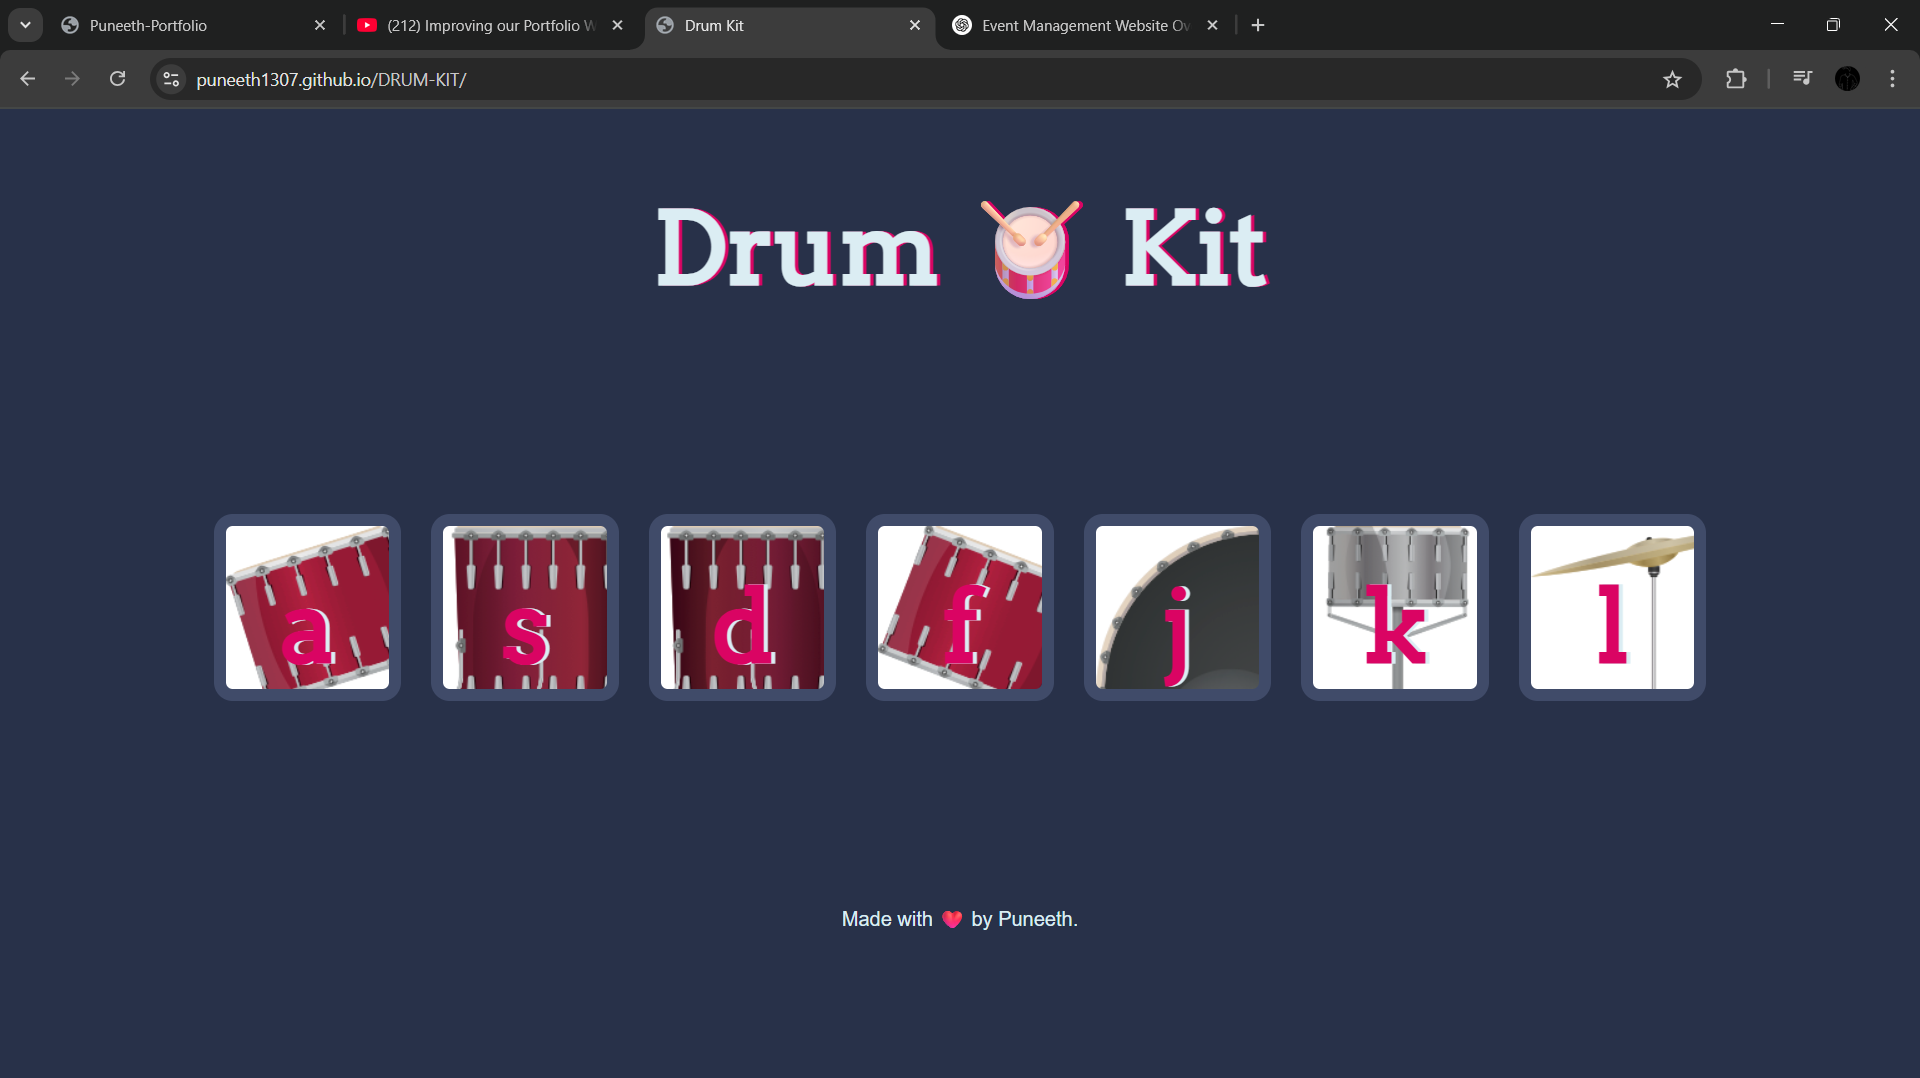 Puneeth-Portfolio
(212) Improving our Portfolio W
Drum Kit
Event Management Website Ov
puneeth1307.github.io/DRUM-KIT/
Drum 🥁 Kit
a s d f j k l
Made with ❤️ by Puneeth.